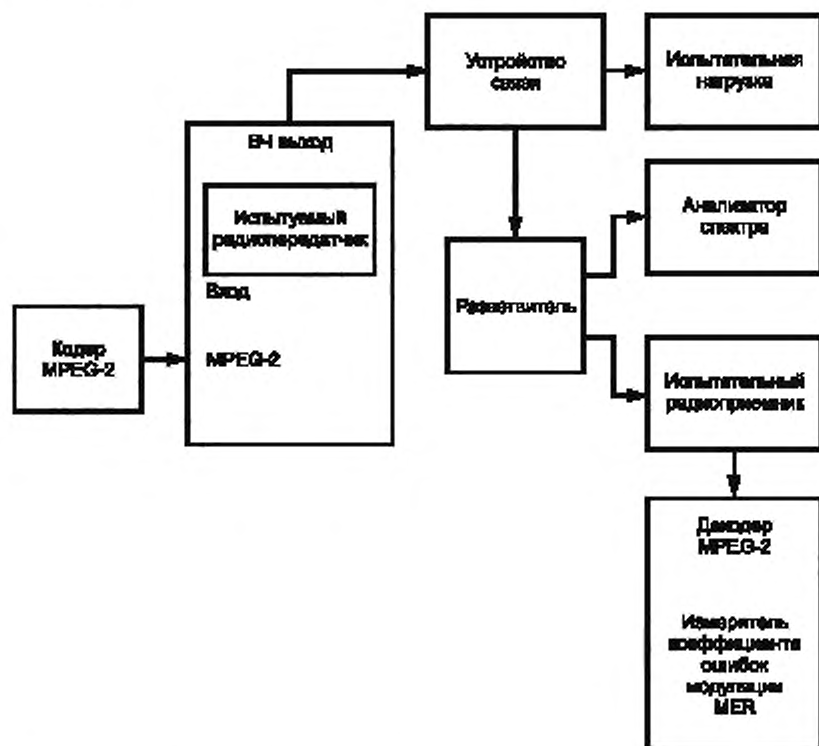 Устройство
связи
Испытательная
нагрузка
ВЧ выход
Испытуемый
радиопередатчик
Анализатор
спектра
Вход
Разветвитель
Кодер
MPEG-2
MPEG-2
Испытательный
радиоприемник
Декодер
MPEG-2
Измеритель
коэффициента
ошибок
модуляции
MER